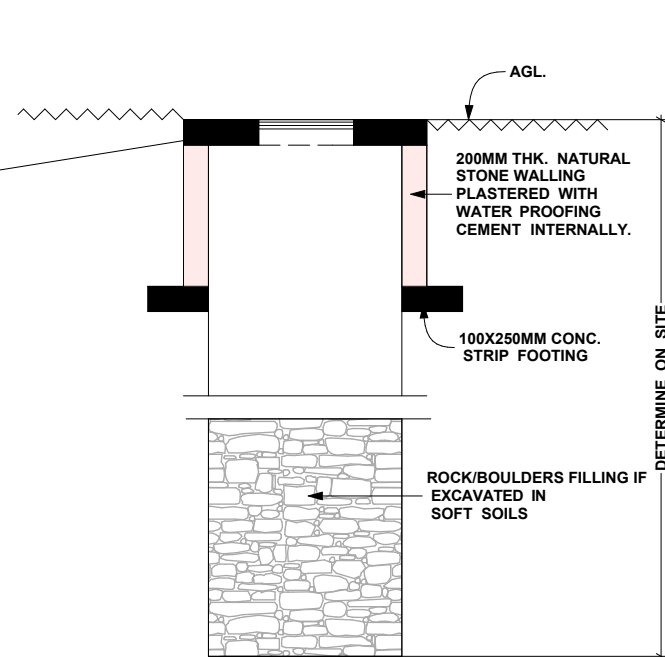 AGL.
200MM THK. NATURAL
STONE WALLING
PLASTERED WITH
WATER PROOFING
CEMENT INTERNALLY.
100X250MM CONC.
STRIP FOOTING
DETERMINE ON SITE
ROCK/BOULDERS FILLING IF
EXCAVATED IN
SOFT SOILS